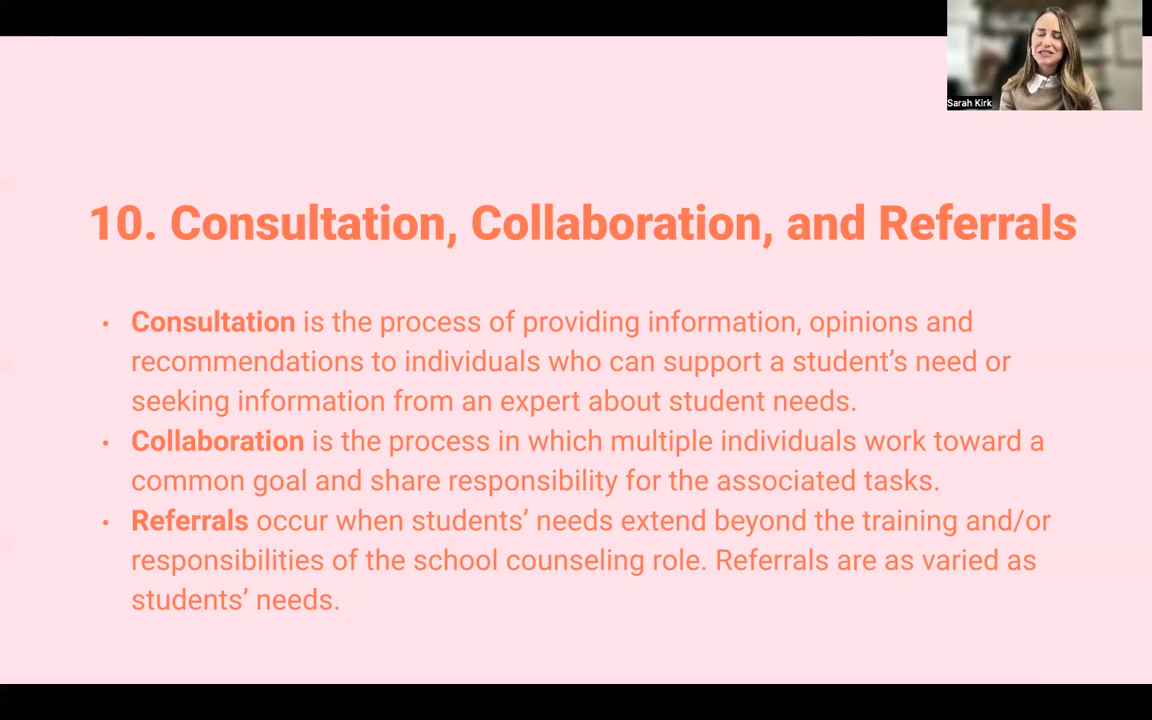 Sarah Kirk
10. Consultation, Collaboration, and Referrals
• Consultation is the process of providing information, opinions and
recommendations to individuals who can support a student’s need or
seeking information from an expert about student needs.
• Collaboration is the process in which multiple individuals work toward a
common goal and share responsibility for the associated tasks.
• Referrals occur when students’ needs extend beyond the training and/or
responsibilities of the school counseling role. Referrals are as varied as
students’ needs.